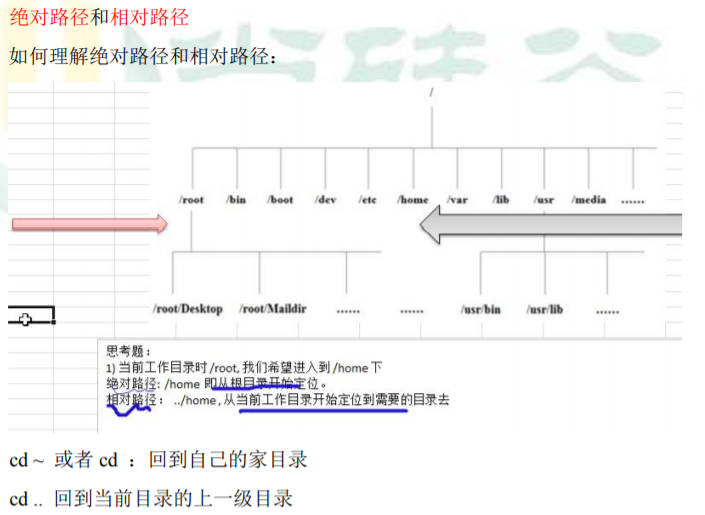 绝对路径和相对路径
如何理解绝对路径和相对路径：
/
/root /bin /boot /dev /etc /home /var /lib /usr /media ......
/root/Desktop /root/Maildir ...... ...... /usr/bin /usr/lib ......
思考题：
1) 当前工作目录时/root, 我们希望进入到/home下
绝对路径: /home 即从根目录开始定位。
相对路径： ../home , 从当前工作目录开始定位到需要的目录去
cd ~ 或者 cd ：回到自己的家目录
cd .. 回到当前目录的上一级目录